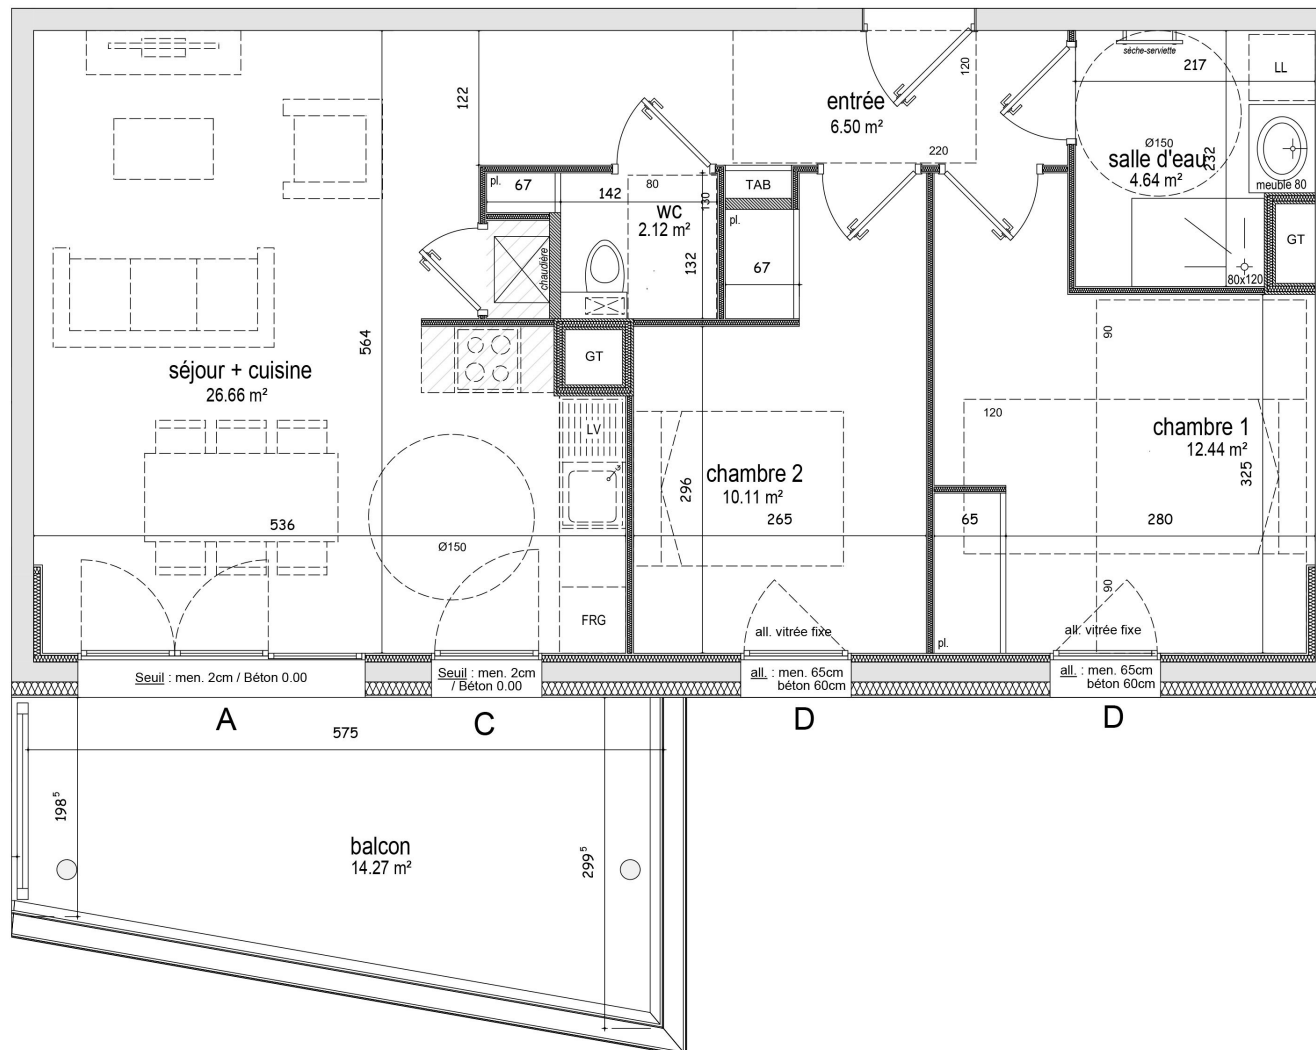 sèche-serviette
217
LL
120
122
entrée
6.50 m²
220
Ø150
salle d'eau
4.64 m²
232
meuble 80
pl.
67
142
80
130
TAB
wc
2.12 m²
132
pl.
67
chaudière
GT
80x120
564
séjour + cuisine
26.66 m²
GT
90
LV
120
chambre 1
12.44 m²
325
chambre 2
10.11 m²
296
265
65
280
536
Ø150
FRG
90
all. vitrée fixe
all. vitrée fixe
pl.
Seuil : men. 2cm / Béton 0.00
Seuil : men. 2cm
/ Béton 0.00
all. : men. 65cm
béton 60cm
all. : men. 65cm
béton 60cm
A
C
D
D
575
198⁵
balcon
14.27 m²
299⁵